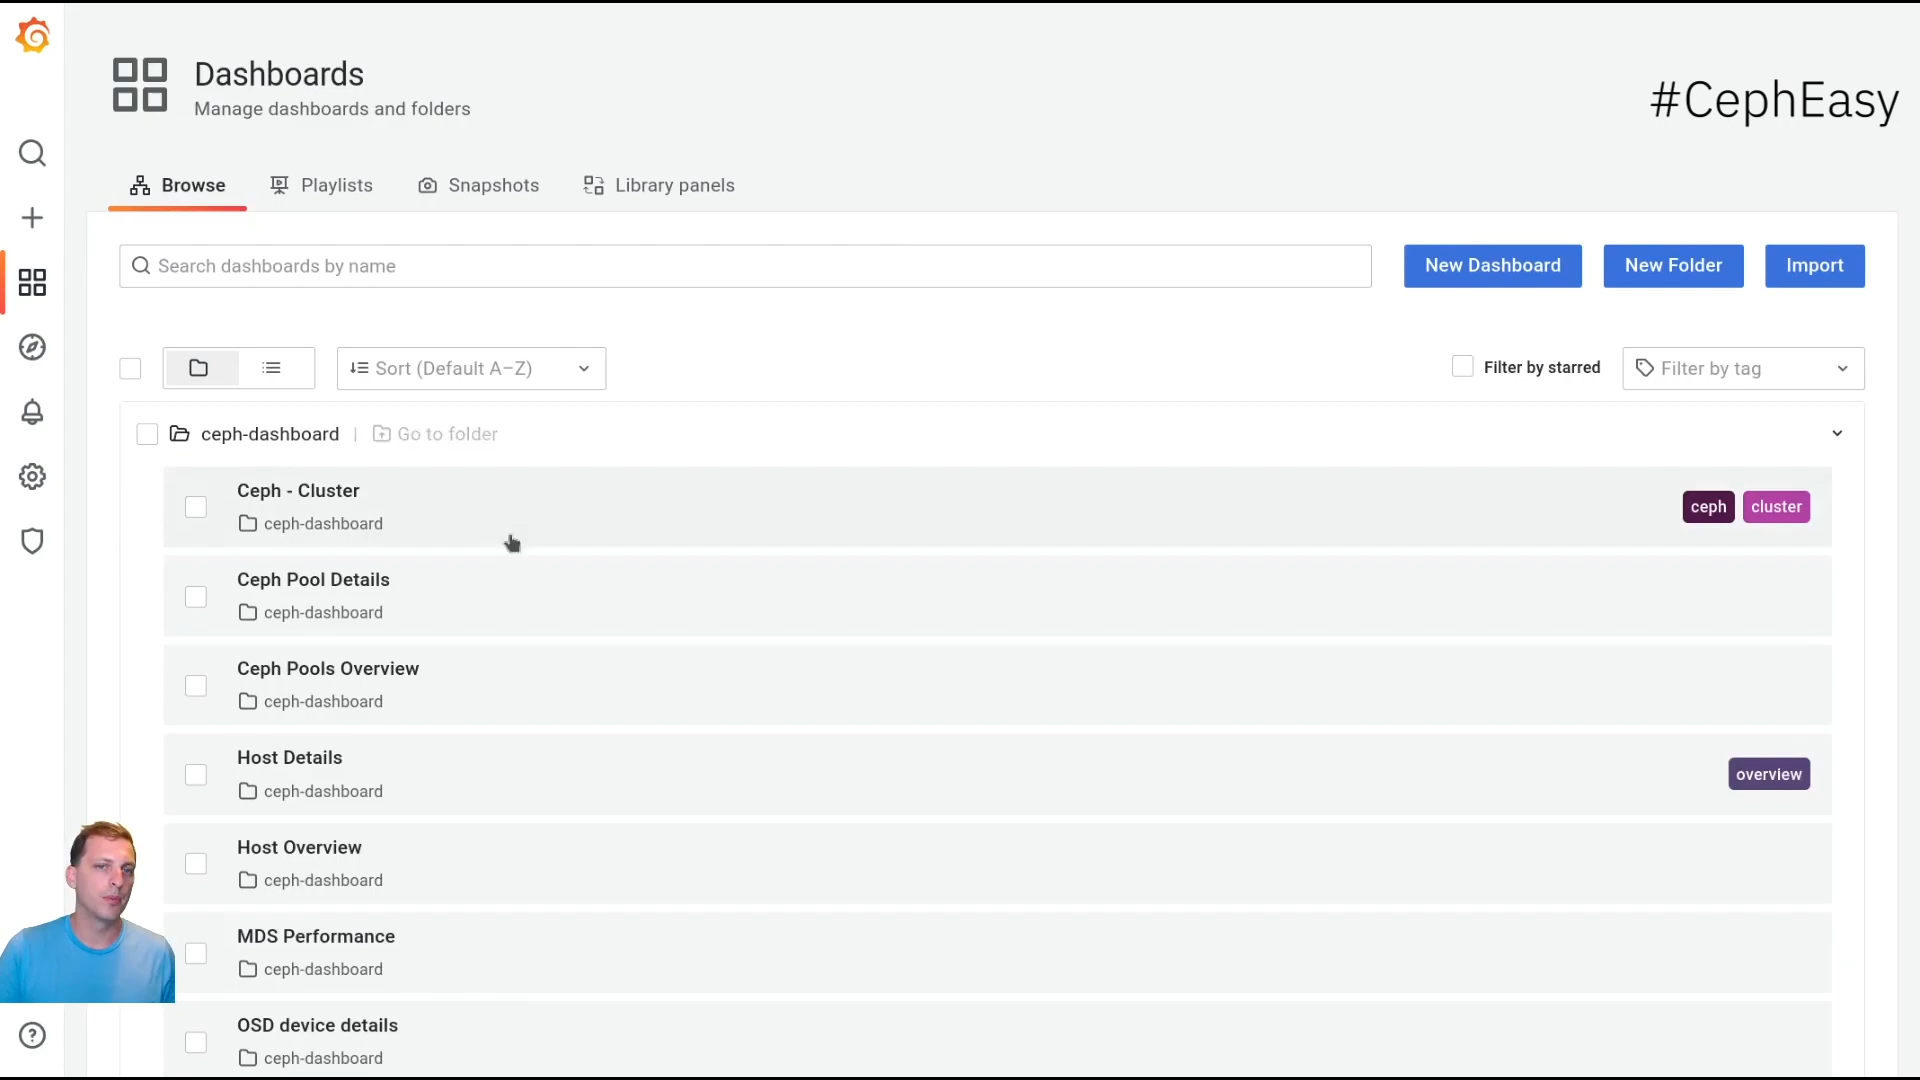 Dashboards
Manage dashboards and folders
#CephEasy
Browse
Playlists
Snapshots
Library panels
Search dashboards by name
New Dashboard
New Folder
Import
Sort (Default A–Z)
Filter by starred
Filter by tag
ceph-dashboard | Go to folder
Ceph - Cluster
ceph-dashboard
ceph
cluster
Ceph Pool Details
ceph-dashboard
Ceph Pools Overview
ceph-dashboard
Host Details
ceph-dashboard
overview
Host Overview
ceph-dashboard
MDS Performance
ceph-dashboard
OSD device details
ceph-dashboard